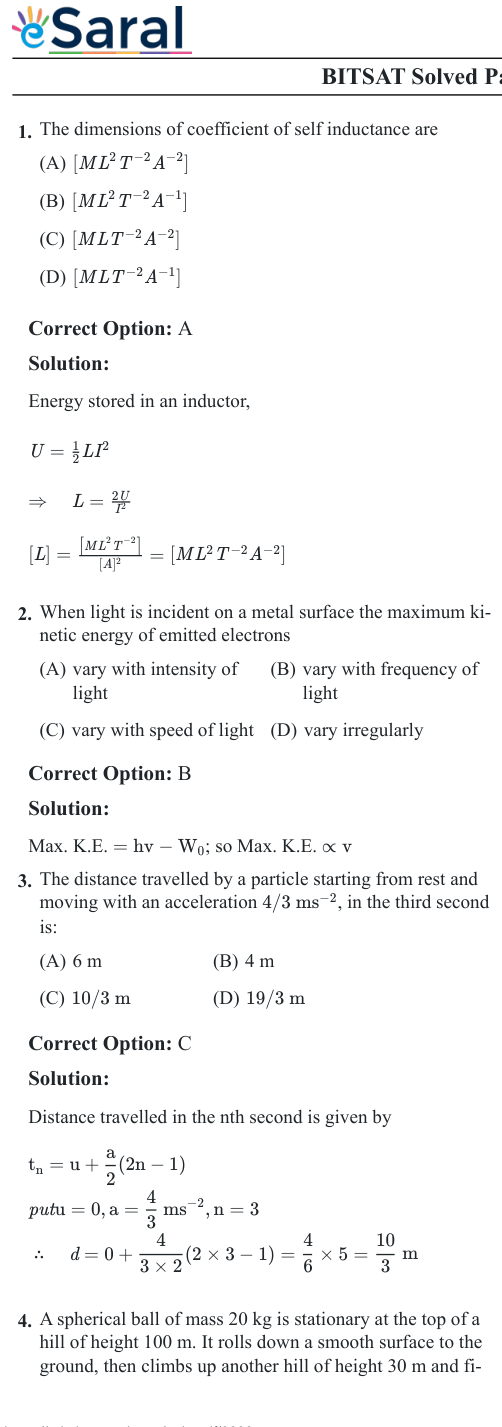 eSaral
BITSAT Solved Pa
1. The dimensions of coefficient of self inductance are
(A) [ML²T⁻²A⁻²]
(B) [ML²T⁻²A⁻¹]
(C) [MLT⁻²A⁻²]
(D) [MLT⁻²A⁻¹]
Correct Option: A
Solution:
Energy stored in an inductor,
U = 1/2 LI²
⇒ L = 2U/I²
[L] = [ML²T⁻²]/[A]² = [ML²T⁻²A⁻²]
2. When light is incident on a metal surface the maximum ki-
netic energy of emitted electrons
(A) vary with intensity of light (B) vary with frequency of light
(C) vary with speed of light (D) vary irregularly
Correct Option: B
Solution:
Max. K.E. = hv − W₀; so Max. K.E. ∝ v
3. The distance travelled by a particle starting from rest and
moving with an acceleration 4/3 ms⁻², in the third second
is:
(A) 6 m (B) 4 m
(C) 10/3 m (D) 19/3 m
Correct Option: C
Solution:
Distance travelled in the nth second is given by
tₙ = u + a/2 (2n − 1)
putu = 0, a = 4/3 ms⁻², n = 3
∴ d = 0 + 4/(3 × 2) (2 × 3 − 1) = 4/6 × 5 = 10/3 m
4. A spherical ball of mass 20 kg is stationary at the top of a
hill of height 100 m. It rolls down a smooth surface to the
ground, then climbs up another hill of height 30 m and fi-